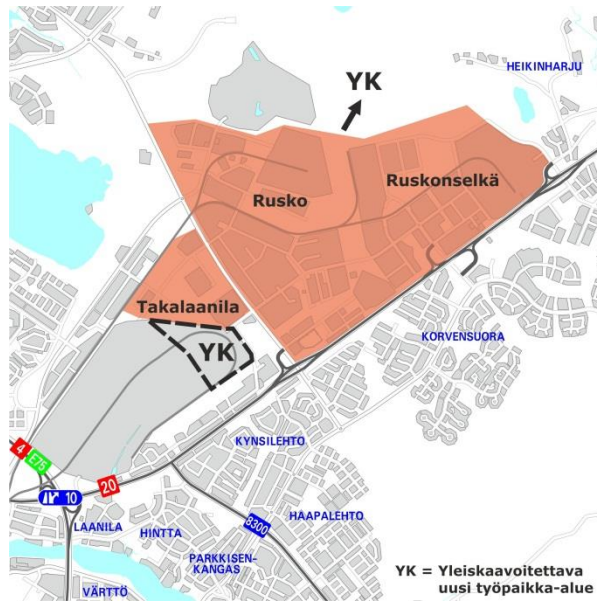 YK
HEIKINHARJU
Rusko
Ruskonselkä
Takalaanila
YK
KORVENSUORA
KYNSILEHTO
4
E75
10
20
LAANILA
HINTTA
8300
HAAPALEHTO
PARKKISEN-
KANGAS
VÄRTTÖ
YK = Yleiskaavoitettava
uusi työpaikka-alue